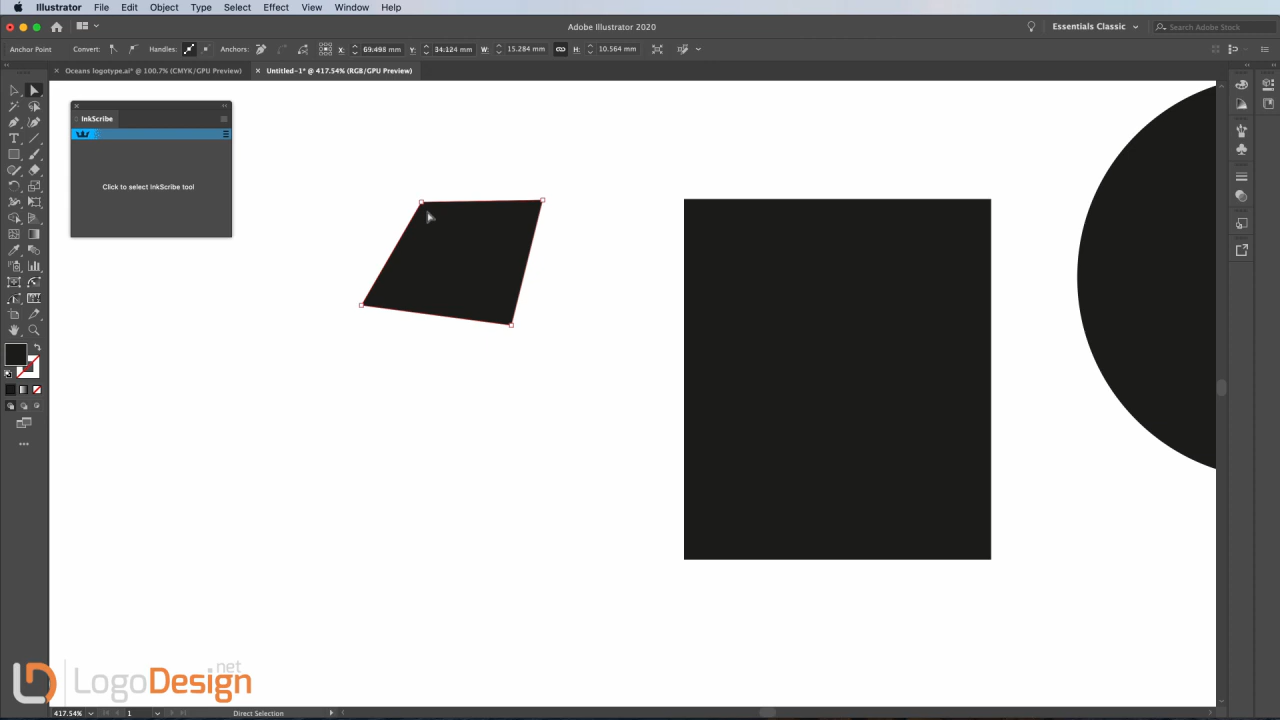 Illustrator File Edit Object Type Select Effect View Window Help
Adobe Illustrator 2020
Essentials Classic
Search Adobe Stock
Anchor Point Convert: Handles: Anchors: X: 69.498 mm Y: 34.124 mm W: 15.284 mm H: 10.564 mm
× Oceans logotype.ai* @ 100.7% (CMYK/GPU Preview) × Untitled-1* @ 417.54% (RGB/GPU Preview)
InkScribe
Click to select InkScribe tool
LogoDesign.net
417.54% 1 Direct Selection